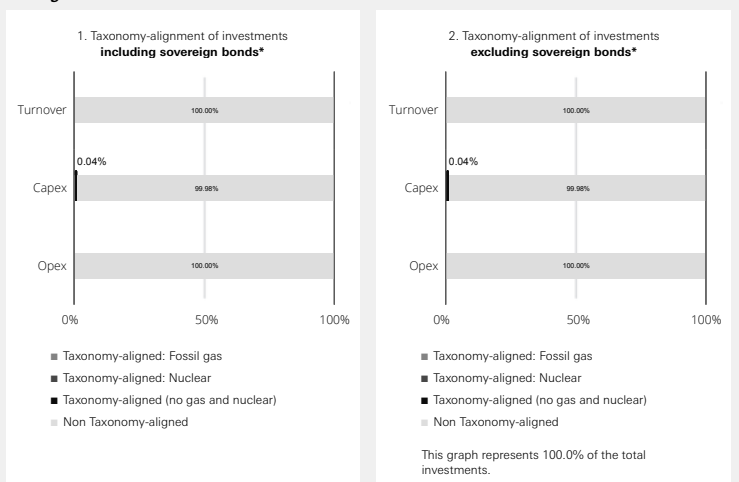 1. Taxonomy-alignment of investments
including sovereign bonds*
Turnover
100.00%
0.04%
Capex
99.98%
Opex
100.00%
0%
50%
100%
Taxonomy-aligned: Fossil gas
Taxonomy-aligned: Nuclear
Taxonomy-aligned (no gas and nuclear)
Non Taxonomy-aligned
2. Taxonomy-alignment of investments
excluding sovereign bonds*
Turnover
100.00%
0.04%
Capex
99.98%
Opex
100.00%
0%
50%
100%
Taxonomy-aligned: Fossil gas
Taxonomy-aligned: Nuclear
Taxonomy-aligned (no gas and nuclear)
Non Taxonomy-aligned
This graph represents 100.0% of the total
investments.